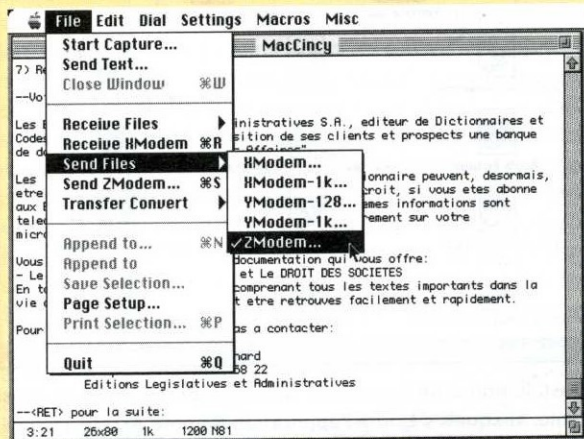 File Edit Dial Settings Macros Misc
MacCincy
Start Capture...
Send Text...
Close Window ⌘W
Receive Files
Receive XModem ⌘R
Send Files
Send ZModem... ⌘S
Transfer Convert
Append to... ⌘N
Append to
Save Selection...
Page Setup...
Print Selection... ⌘P
Quit ⌘Q
XModem...
XModem-1k...
YModem-128...
YModem-1k...
✓ZModem...
7) Re
--Vo
Les E inistratives S.A., editeur de Dictionnaires et
Codes sition de ses clients et prospects une banque
de d Affaires".
Les ionnaire peuvent, desormais,
etre croit, si vous etes abonne
aux E emes informations sont
tele rement sur votre
micr
Vous documentation qui vous offre:
- Le et Le DROIT DES SOCIETES
En t comprenant tous les textes importants dans la
vie t etre retrouves facilement et rapidement.
Pour as a contacter:
nard
68 22
Editions Legislatives et Administratives
--<RET> pour la suite:
3:21 26x80 1k 1200 N81